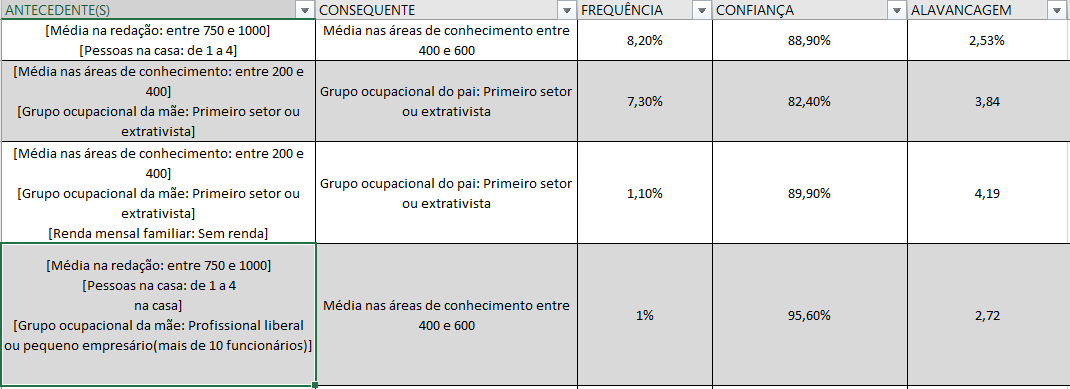 ANTECEDENTE(S) CONSEQUENTE FREQUÊNCIA CONFIANÇA ALAVANCAGEM
[Média na redação: entre 750 e 1000]
[Pessoas na casa: de 1 a 4]
Média nas áreas de conhecimento entre
400 e 600
8,20% 88,90% 2,53%
[Média nas áreas de conhecimento: entre 200 e
400]
[Grupo ocupacional da mãe: Primeiro setor ou
extrativista]
Grupo ocupacional do pai: Primeiro setor
ou extrativista
7,30% 82,40% 3,84
[Média nas áreas de conhecimento: entre 200 e
400]
[Grupo ocupacional da mãe: Primeiro setor ou
extrativista]
[Renda mensal familiar: Sem renda]
Grupo ocupacional do pai: Primeiro setor
ou extrativista
1,10% 89,90% 4,19
[Média na redação: entre 750 e 1000]
[Pessoas na casa: de 1 a 4
na casa]
[Grupo ocupacional da mãe: Profissional liberal
ou pequeno empresário(mais de 10 funcionários)]
Média nas áreas de conhecimento entre
400 e 600
1% 95,60% 2,72